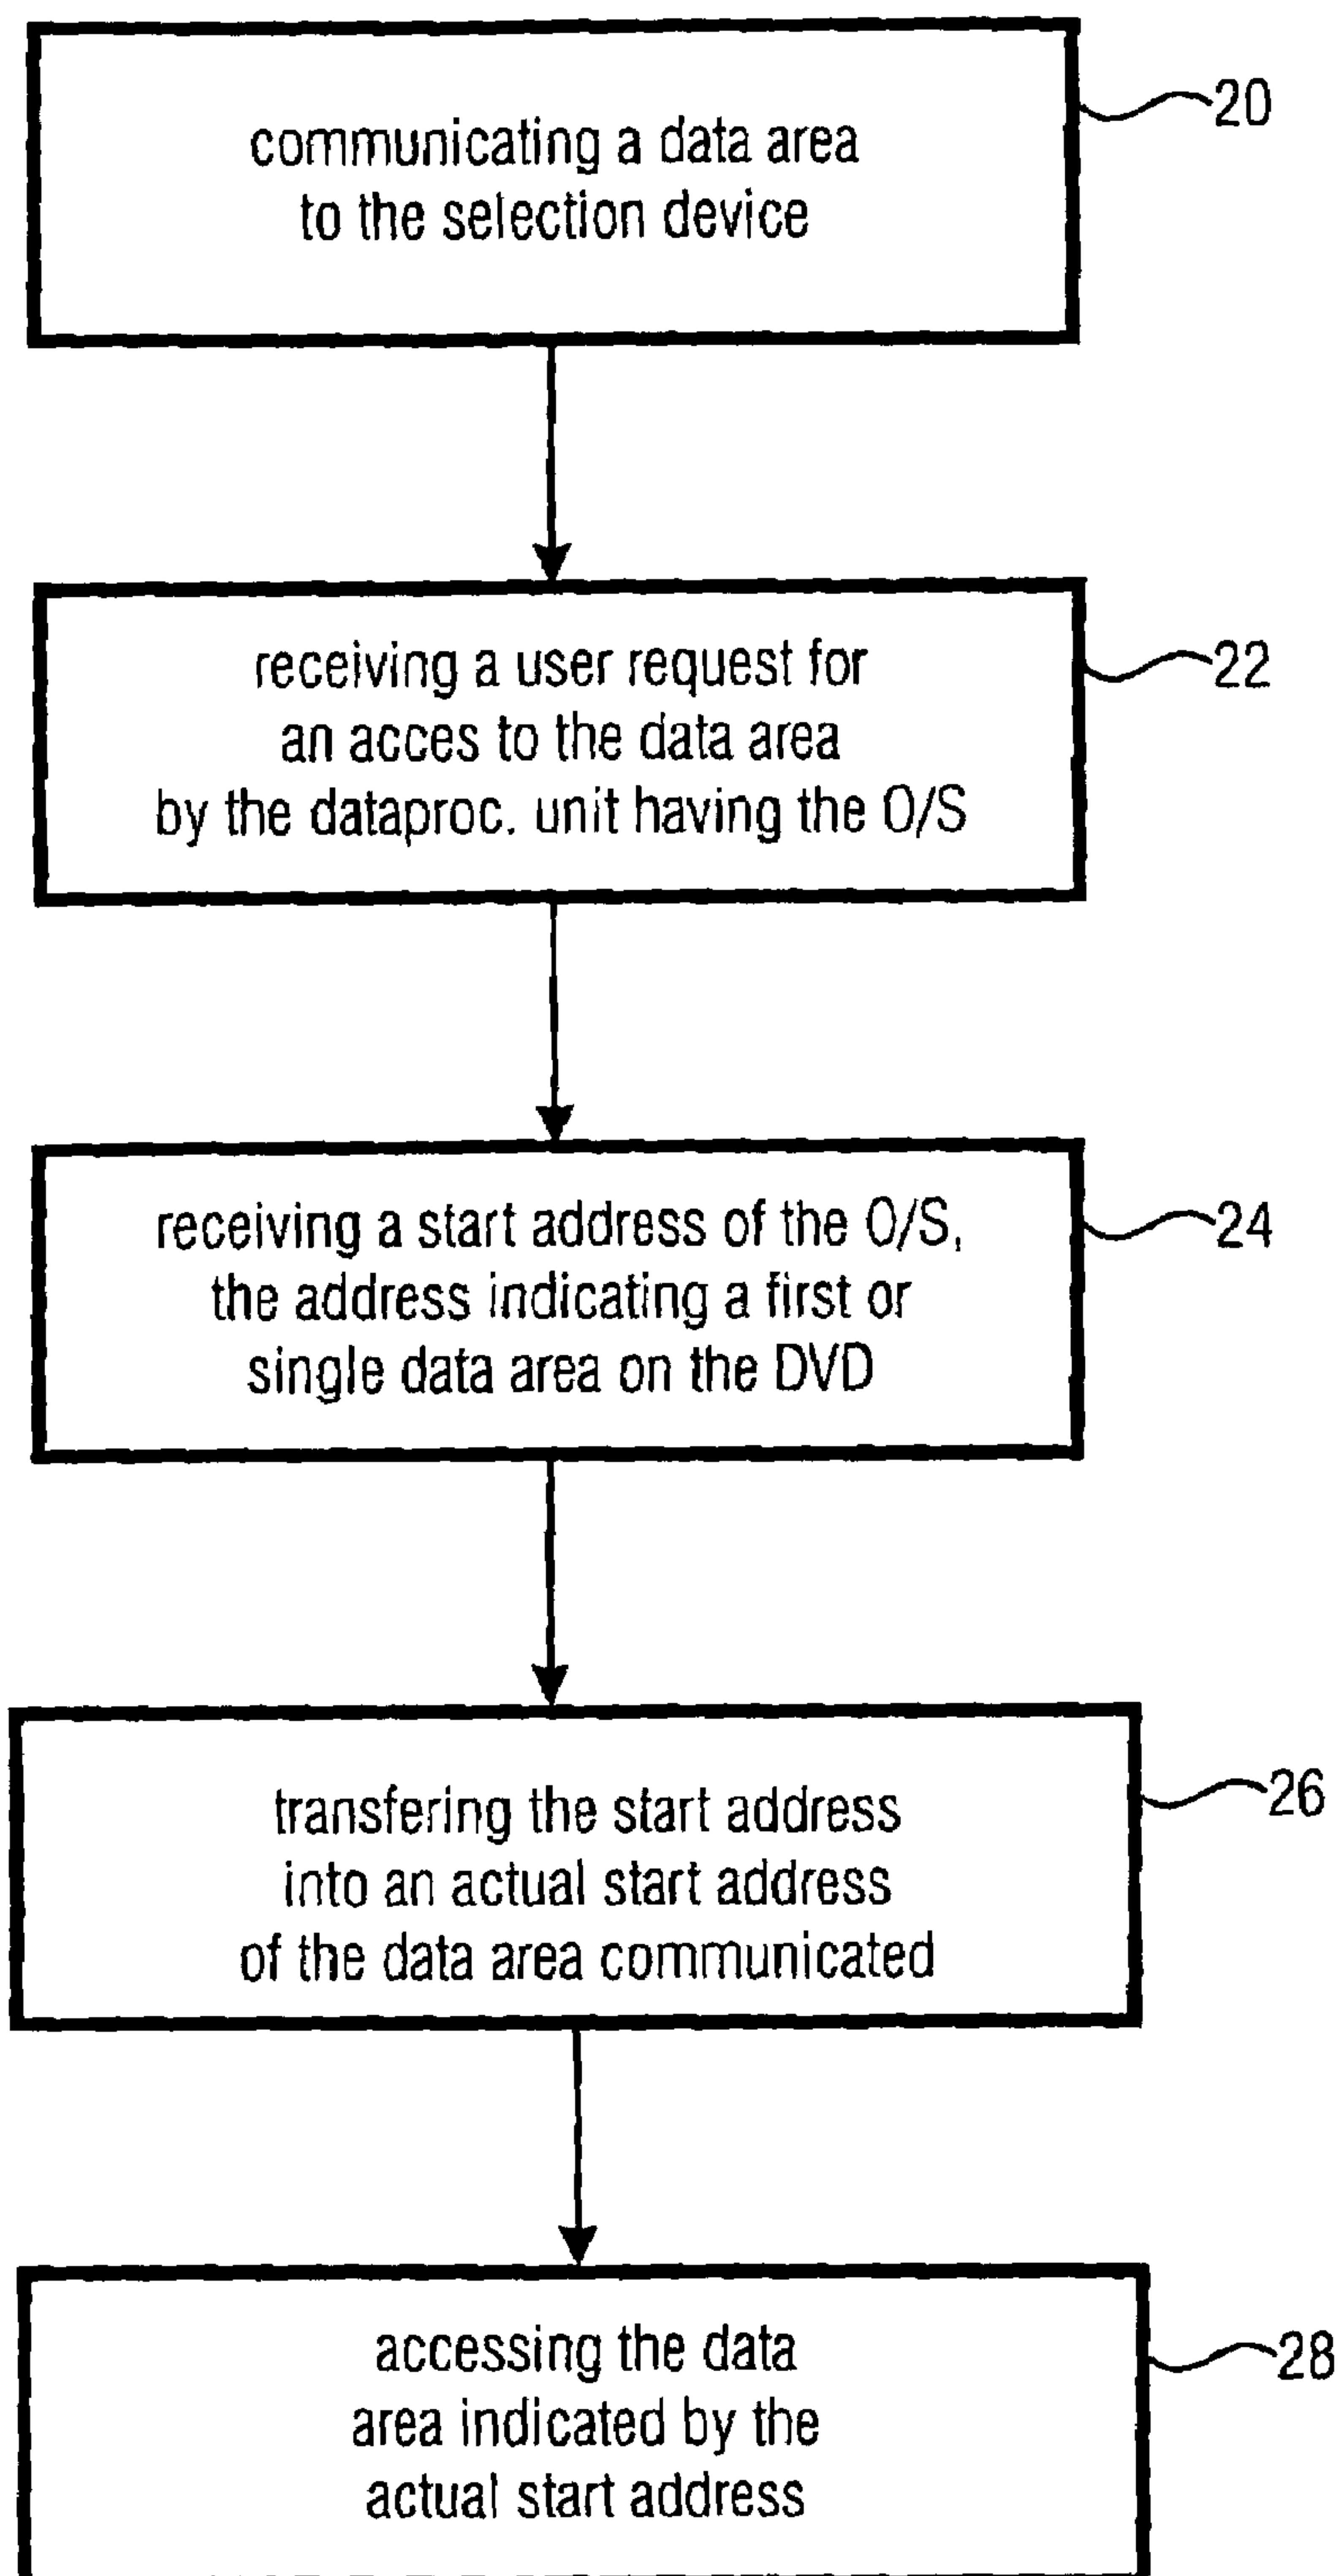 communicating a data area
to the selection device
20
receiving a user request for
an acces to the data area
by the dataproc. unit having the O/S
22
receiving a start address of the O/S,
the address indicating a first or
single data area on the DVD
24
transfering the start address
into an actual start address
of the data area communicated
26
accessing the data
area indicated by the
actual start address
28